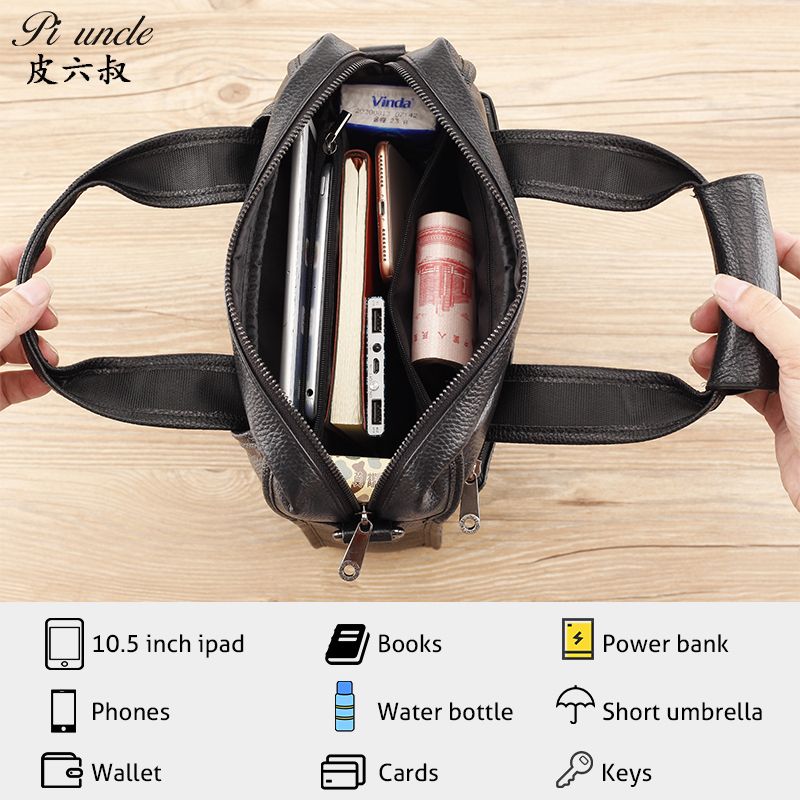 Pi uncle
皮六叔
Vinda
10.5 inch ipad
Books
Power bank
Phones
Water bottle
Short umbrella
Wallet
Cards
Keys